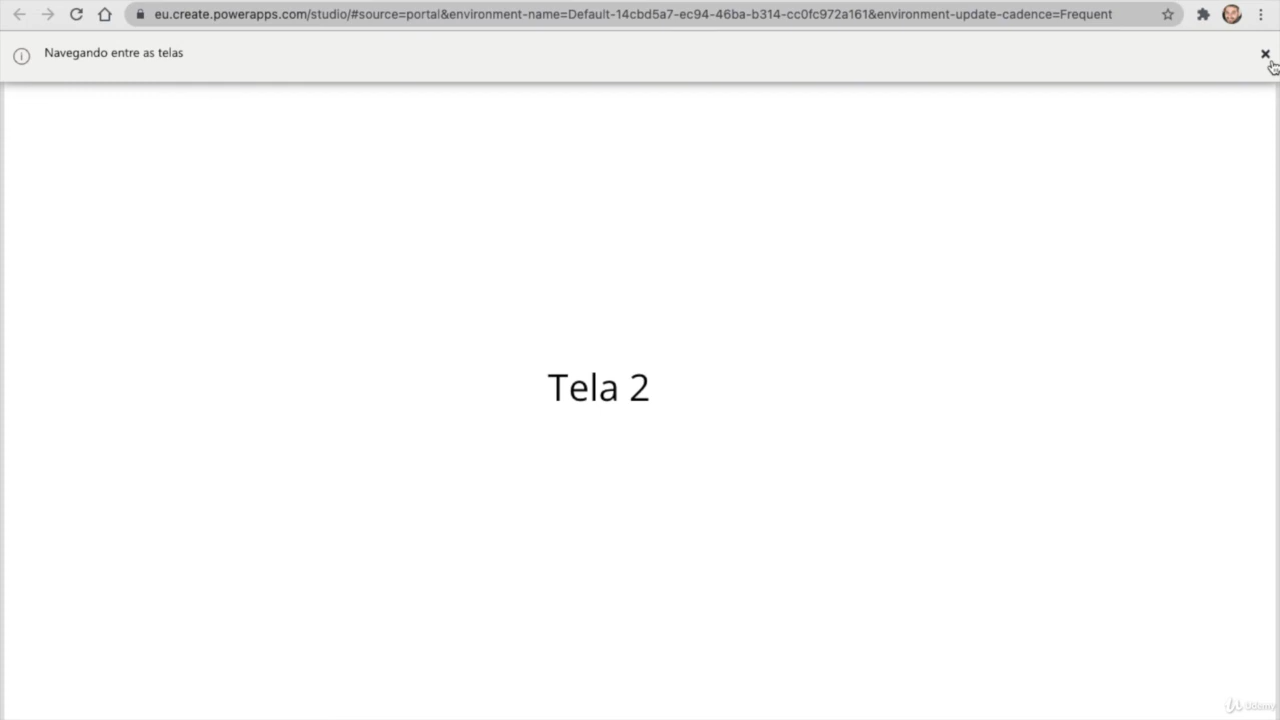 eu.create.powerapps.com/studio/#source=portal&environment-name=Default-14cbd5a7-ec94-46ba-b314-cc0fc972a161&environment-update-cadence=Frequent
Navegando entre as telas
Tela 2
Udemy